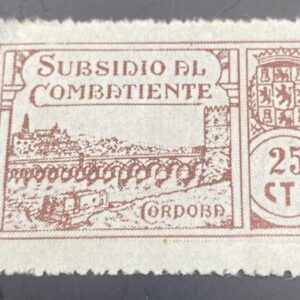 SUBSIDIO AL
COMBATIENTE
CORDOBA
25
CT